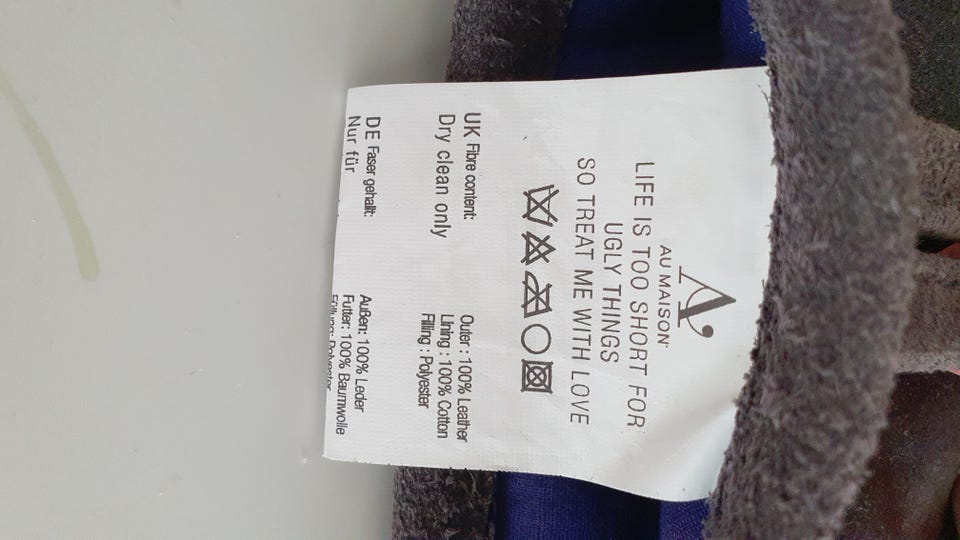 A
AU MAISON
LIFE IS TOO SHORT FOR
UGLY THINGS
SO TREAT ME WITH LOVE
UK Fibre content:
Dry clean only
Outer : 100% Leather
Lining : 100% Cotton
Filling : Polyester
DE Faser gehalt:
Nur für
Außen: 100% Leder
Futter: 100% Baumwolle
Füllung: Polyester